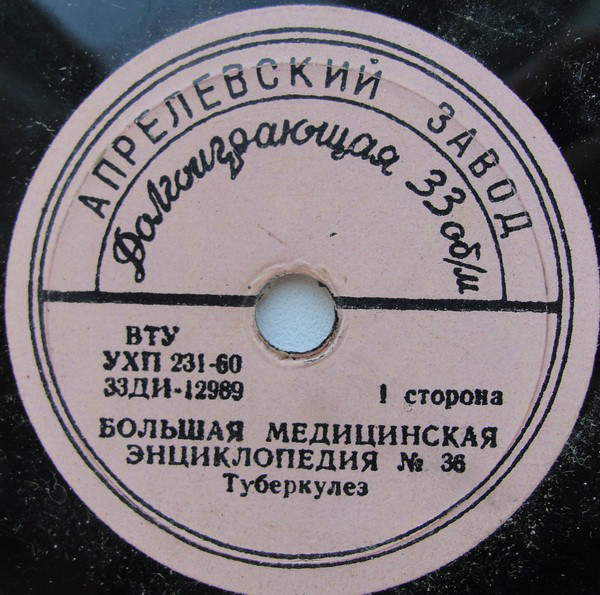 АПРЕЛЕВСКИЙ ЗАВОД
Долгоиграющая 33 об/м
ВТУ
УХП 231-60
33ДИ-12989
1 сторона
БОЛЬШАЯ МЕДИЦИНСКАЯ
ЭНЦИКЛОПЕДИЯ № 36
Туберкулез